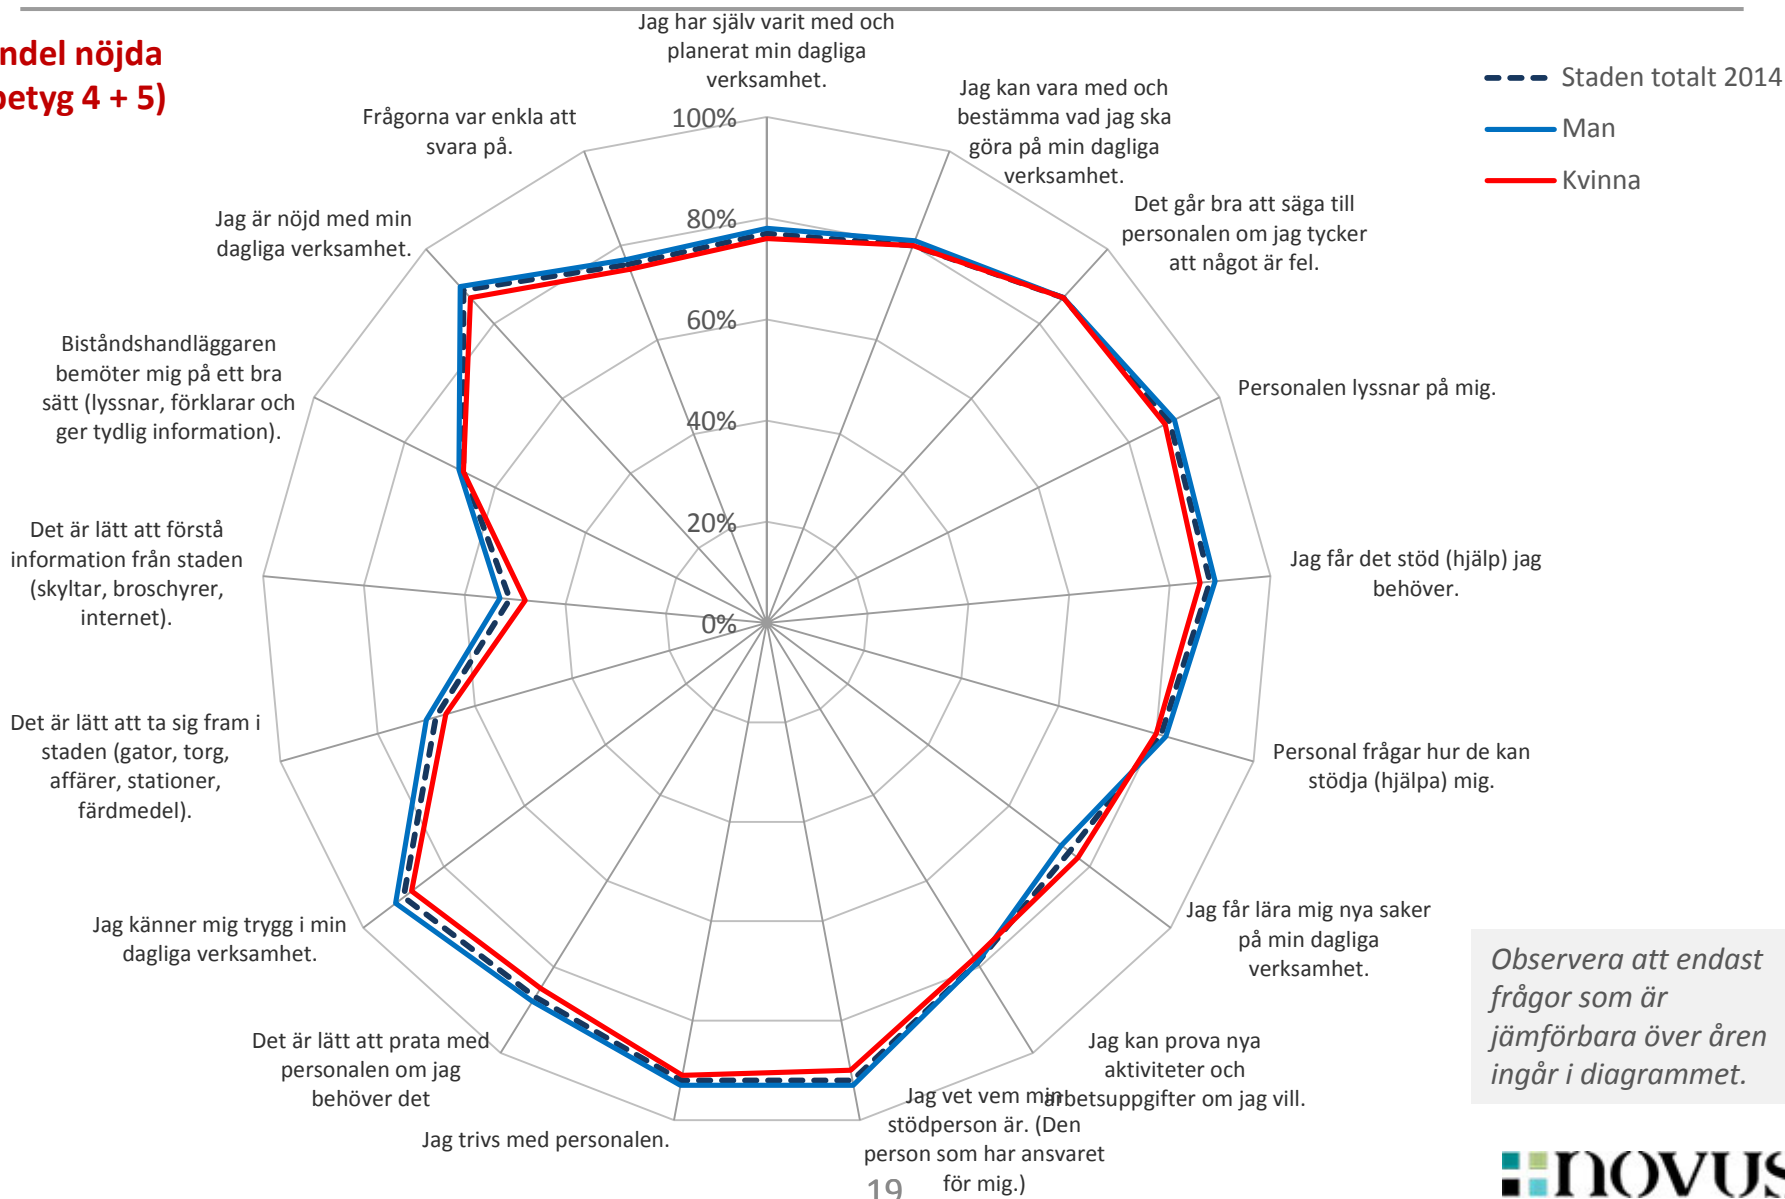 ndel nöjda
betyg 4 + 5)
Jag har själv varit med och
planerat min dagliga
verksamhet.
Jag kan vara med och
bestämma vad jag ska
göra på min dagliga
verksamhet.
Det går bra att säga till
personalen om jag tycker
att något är fel.
Personalen lyssnar på mig.
Jag får det stöd (hjälp) jag
behöver.
Personal frågar hur de kan
stödja (hjälpa) mig.
Jag får lära mig nya saker
på min dagliga
verksamhet.
Jag kan prova nya
aktiviteter och
arbetsuppgifter om jag vill.
Jag vet vem min
stödperson är. (Den
person som har ansvaret
för mig.)
Jag trivs med personalen.
Det är lätt att prata med
personalen om jag
behöver det
Jag känner mig trygg i min
dagliga verksamhet.
Det är lätt att ta sig fram i
staden (gator, torg,
affärer, stationer,
färdmedel).
Det är lätt att förstå
information från staden
(skyltar, broschyrer,
internet).
Biståndshandläggaren
bemöter mig på ett bra
sätt (lyssnar, förklarar och
ger tydlig information).
Jag är nöjd med min
dagliga verksamhet.
Frågorna var enkla att
svara på.
100%
80%
60%
40%
20%
0%
Staden totalt 2014
Man
Kvinna
Observera att endast
frågor som är
jämförbara över åren
ingår i diagrammet.
19
novus